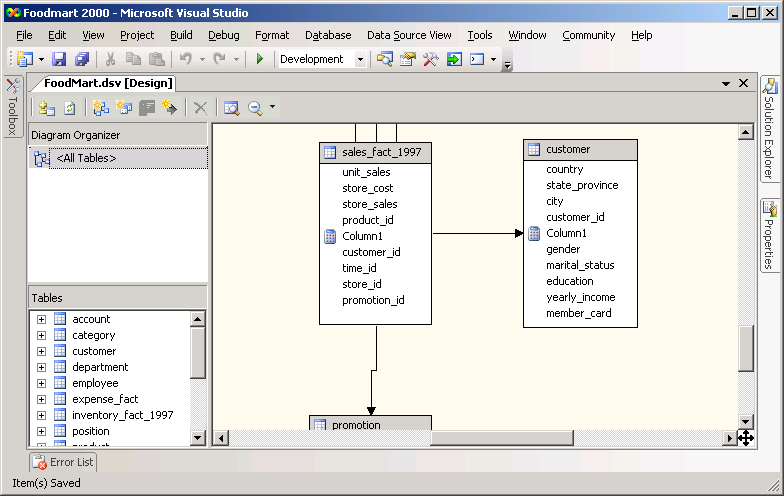 Foodmart 2000 - Microsoft Visual Studio
File Edit View Project Build Debug Format Database Data Source View Tools Window Community Help
Development
FoodMart.dsv [Design]
Toolbox
Diagram Organizer
<All Tables>
Tables
account
category
customer
department
employee
expense_fact
inventory_fact_1997
position
product
sales_fact_1997
unit_sales
store_cost
store_sales
product_id
Column1
customer_id
time_id
store_id
promotion_id
customer
country
state_province
city
customer_id
Column1
gender
marital_status
education
yearly_income
member_card
promotion
Solution Explorer
Properties
Error List
Item(s) Saved